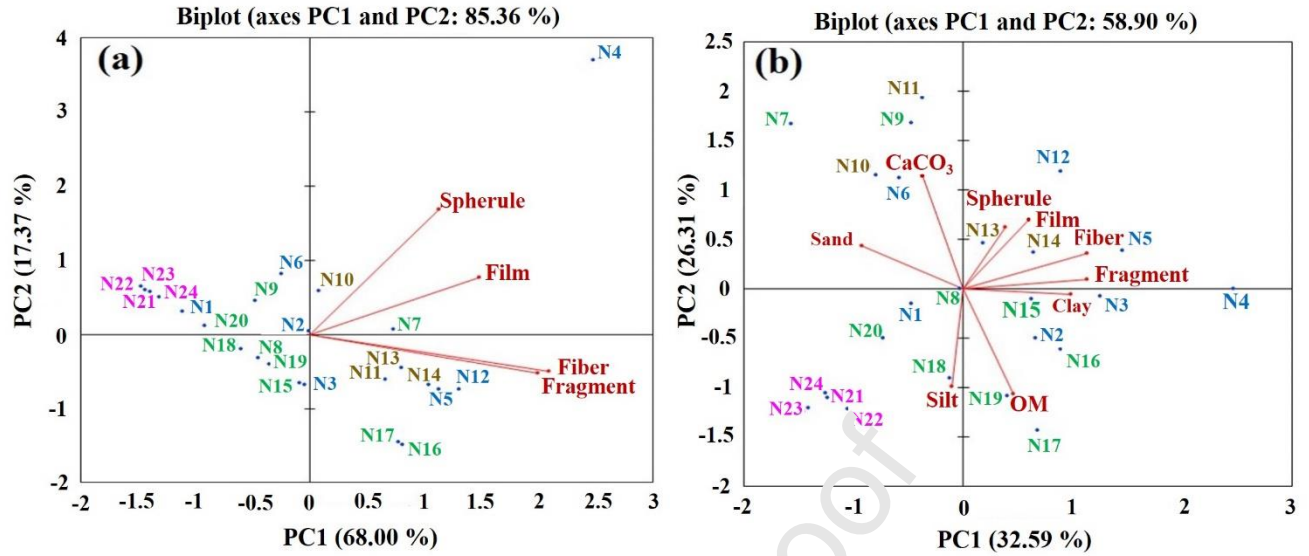 Biplot (axes PC1 and PC2: 85.36 %)
(a)
PC2 (17.37 %)
4
3
2
1
0
-1
-2
N4
Spherule
Film
N6
N10
N22
N23
N21
N24
N9
N1
N20
N2
N7
N18
N8
N19
N13
N11
N14
N12
N5
N15
N3
Fiber
Fragment
N17
N16
-2 -1.5 -1 -0.5 0 0.5 1 1.5 2 2.5 3
PC1 (68.00 %)
Biplot (axes PC1 and PC2: 58.90 %)
(b)
PC2 (26.31 %)
2.5
2
1.5
1
0.5
0
-0.5
-1
-1.5
-2
N11
N7
N9
N10
N6
CaCO3
N12
Spherule
Film
Sand
N13
N14
Fiber
N5
Fragment
N8
Clay
N4
N1
N15
N3
N20
N2
N16
N18
Silt
N19
OM
N24
N21
N23
N22
N17
-2 -1 0 1 2 3
PC1 (32.59 %)
oof